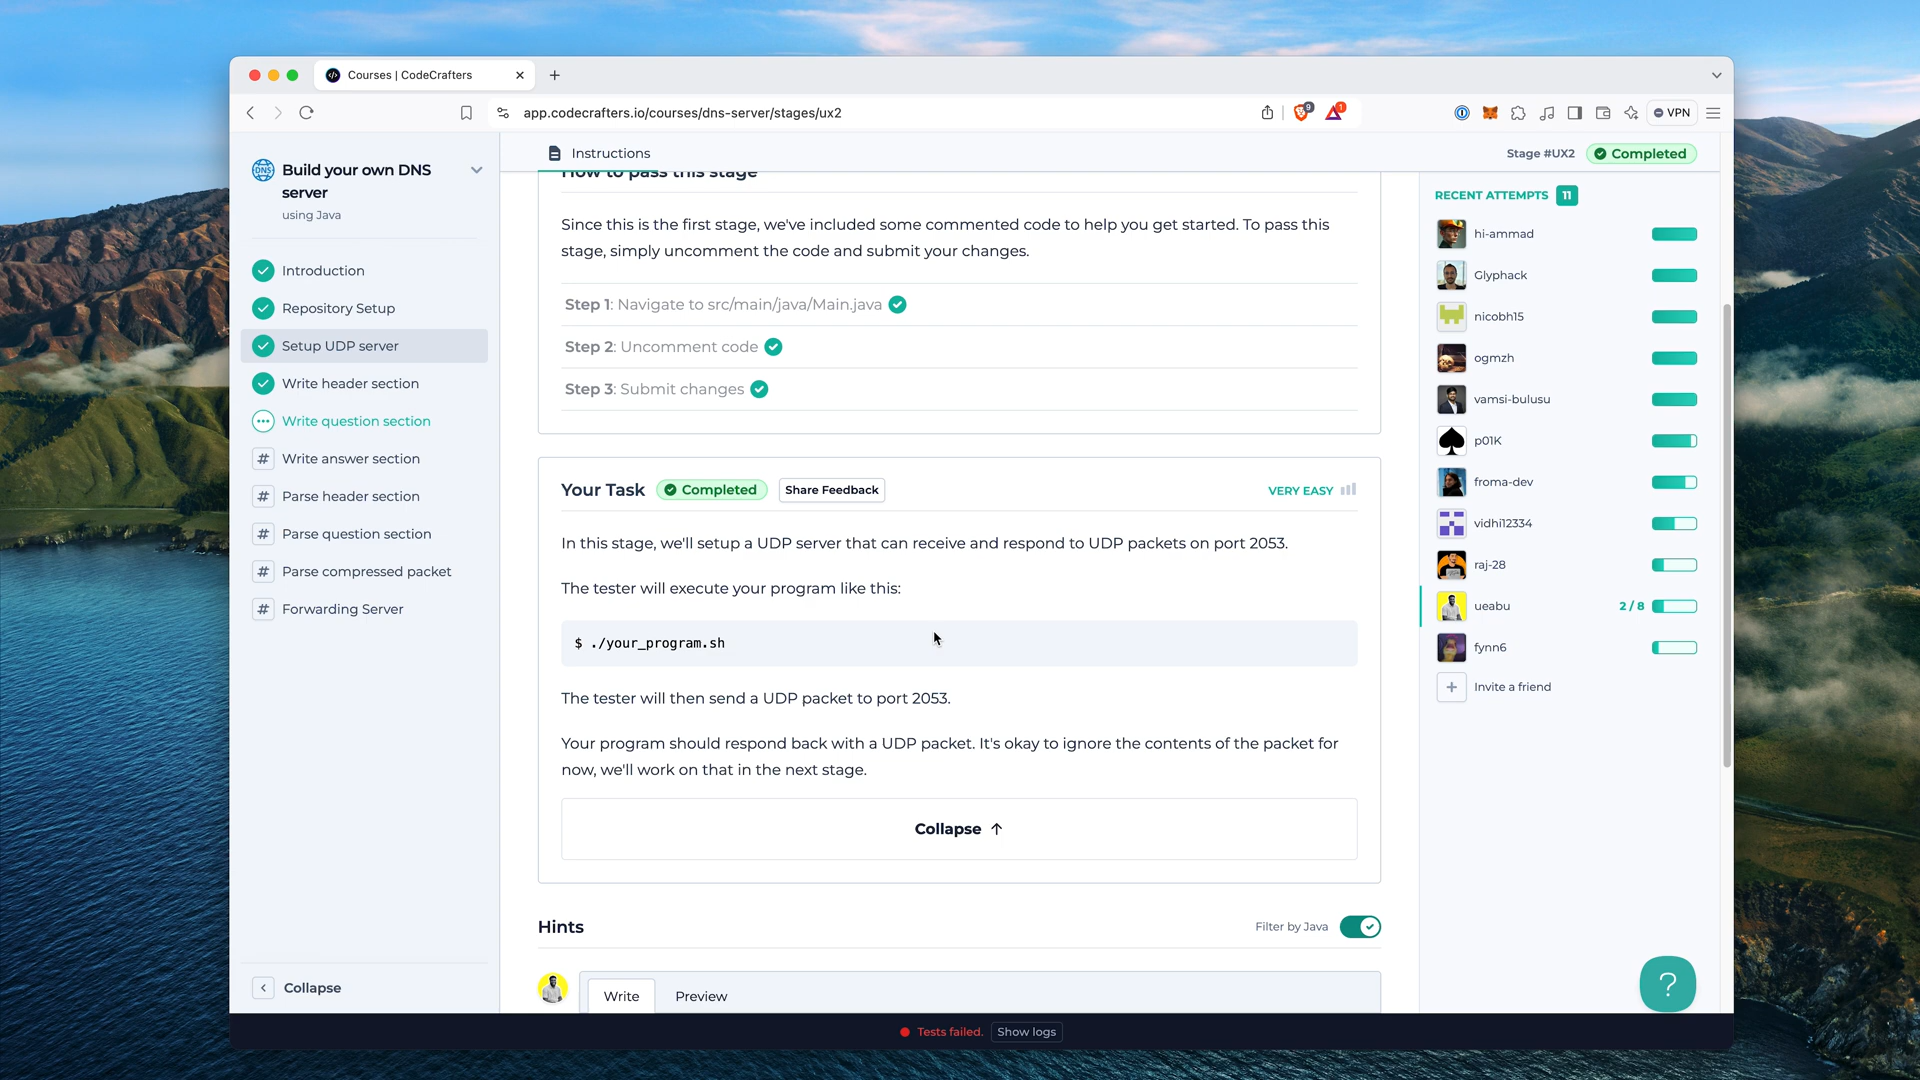 Courses | CodeCrafters
app.codecrafters.io/courses/dns-server/stages/ux2
9
1
VPN
DNS
Build your own DNS
server
using Java
Introduction
Repository Setup
Setup UDP server
Write header section
Write question section
# Write answer section
# Parse header section
# Parse question section
# Parse compressed packet
# Forwarding Server
Collapse
Instructions
Stage #UX2
Completed
How to pass this stage
Since this is the first stage, we've included some commented code to help you get started. To pass this
stage, simply uncomment the code and submit your changes.
Step 1: Navigate to src/main/java/Main.java
Step 2: Uncomment code
Step 3: Submit changes
Your Task
Completed
Share Feedback
VERY EASY
In this stage, we'll setup a UDP server that can receive and respond to UDP packets on port 2053.
The tester will execute your program like this:
$ ./your_program.sh
The tester will then send a UDP packet to port 2053.
Your program should respond back with a UDP packet. It's okay to ignore the contents of the packet for
now, we'll work on that in the next stage.
Collapse ↑
Hints
Filter by Java
Write
Preview
RECENT ATTEMPTS 11
hi-ammad
Glyphack
nicobh15
ogmzh
vamsi-bulusu
p01K
froma-dev
vidhi12334
raj-28
ueabu 2 / 8
fynn6
+ Invite a friend
?
Tests failed.
Show logs